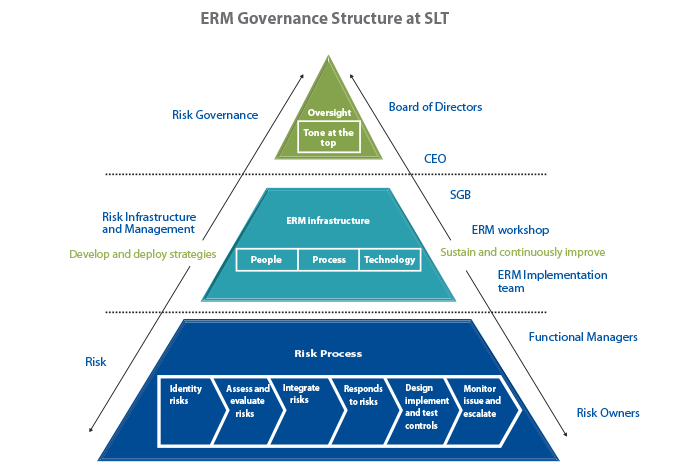 ERM Governance Structure at SLT
Risk Governance
Oversight
Tone at the
top
Board of Directors
CEO
SGB
Risk Infrastructure
and Management
ERM infrastructure
ERM workshop
Develop and deploy strategies
People
Process
Technology
Sustain and continuously improve
ERM Implementation
team
Functional Managers
Risk
Risk Process
Identity
risks
Assess and
evaluate
risks
Integrate
risks
Responds
to risks
Design
implement
and test
controls
Monitor
issue and
escalate
Risk Owners